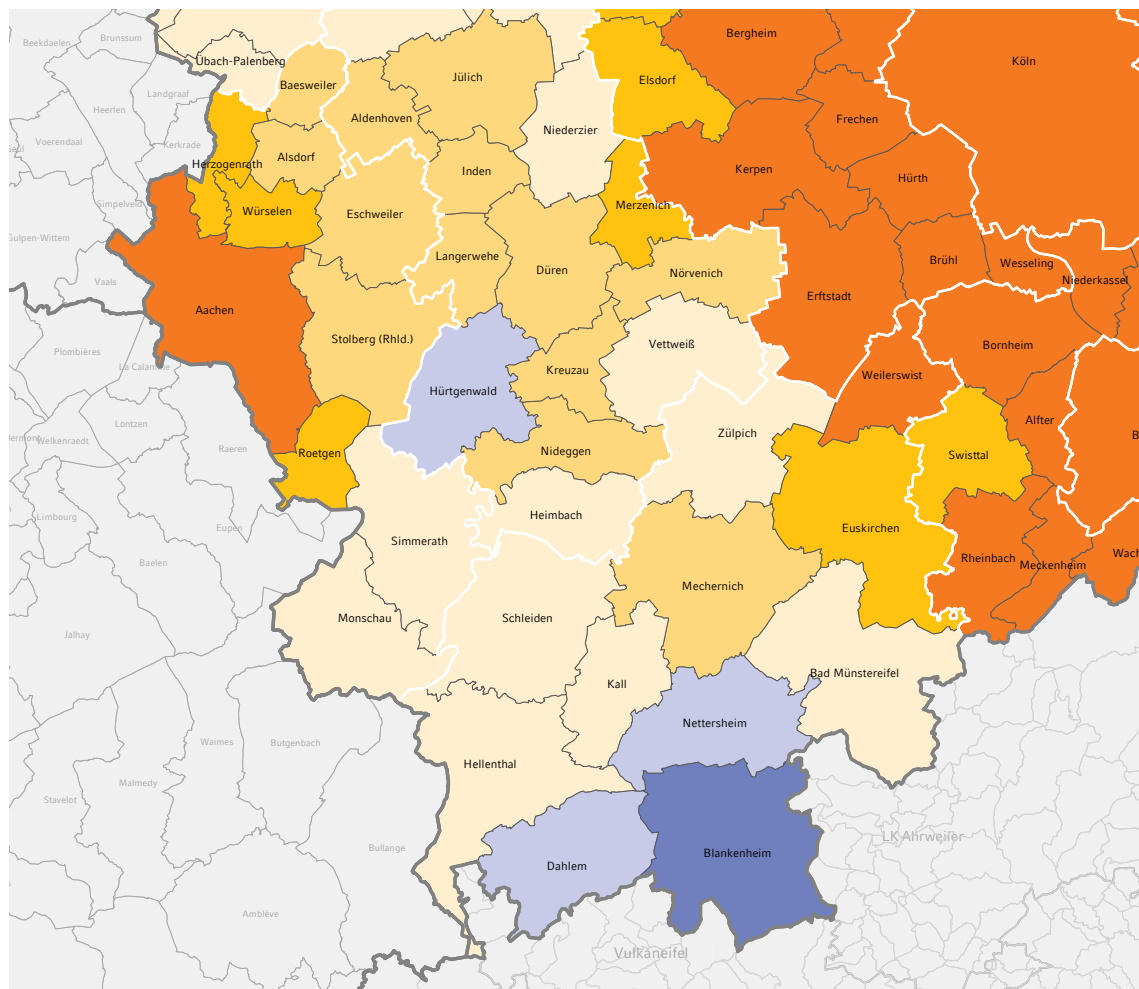 Beekdaelen
Brunssum
Bergheim
Köln
Übach-Palenberg
Jülich
Elsdorf
Baesweiler
Landgraaf
Heerlen
Aldenhoven
Frechen
Niederzier
Voerendaal
Kerkrade
Alsdorf
Herzogenrath
Inden
Kerpen
Hürth
Simpelveld
Würselen
Eschweiler
Merzenich
Gulpen-Wittem
Langerwehe
Düren
Nörvenich
Brühl
Wesseling
Niederkassel
Vaals
Erftstadt
Aachen
Stolberg (Rhld.)
Vettweiß
Bornheim
Plombières
La Calamine
Kreuzau
Weilerswist
Hürtgenwald
Alfter
Lontzen
Welkenraedt
Zülpich
Raeren
Roetgen
Nideggen
Swisttal
Limbourg
Heimbach
Eupen
Euskirchen
Simmerath
Rheinbach
Wach
Baelen
Meckenheim
Mechernich
Monschau
Schleiden
Jalhay
Bad Münstereifel
Kall
Nettersheim
Waimes
Butgenbach
Hellenthal
Malmedy
Stavelot
LK Ahrweiler
Bullange
Blankenheim
Dahlem
Amblève
Vulkaneifel